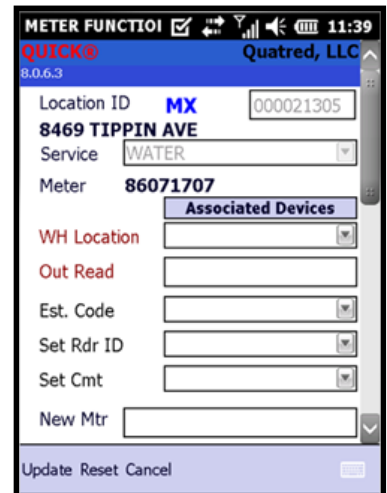 METER FUNCTIOI 11:39
QUICK® Quatred, LLC
8.0.6.3
Location ID MX 000021305
8469 TIPPIN AVE
Service WATER
Meter 86071707
Associated Devices
WH Location
Out Read
Est. Code
Set Rdr ID
Set Cmt
New Mtr
Update Reset Cancel